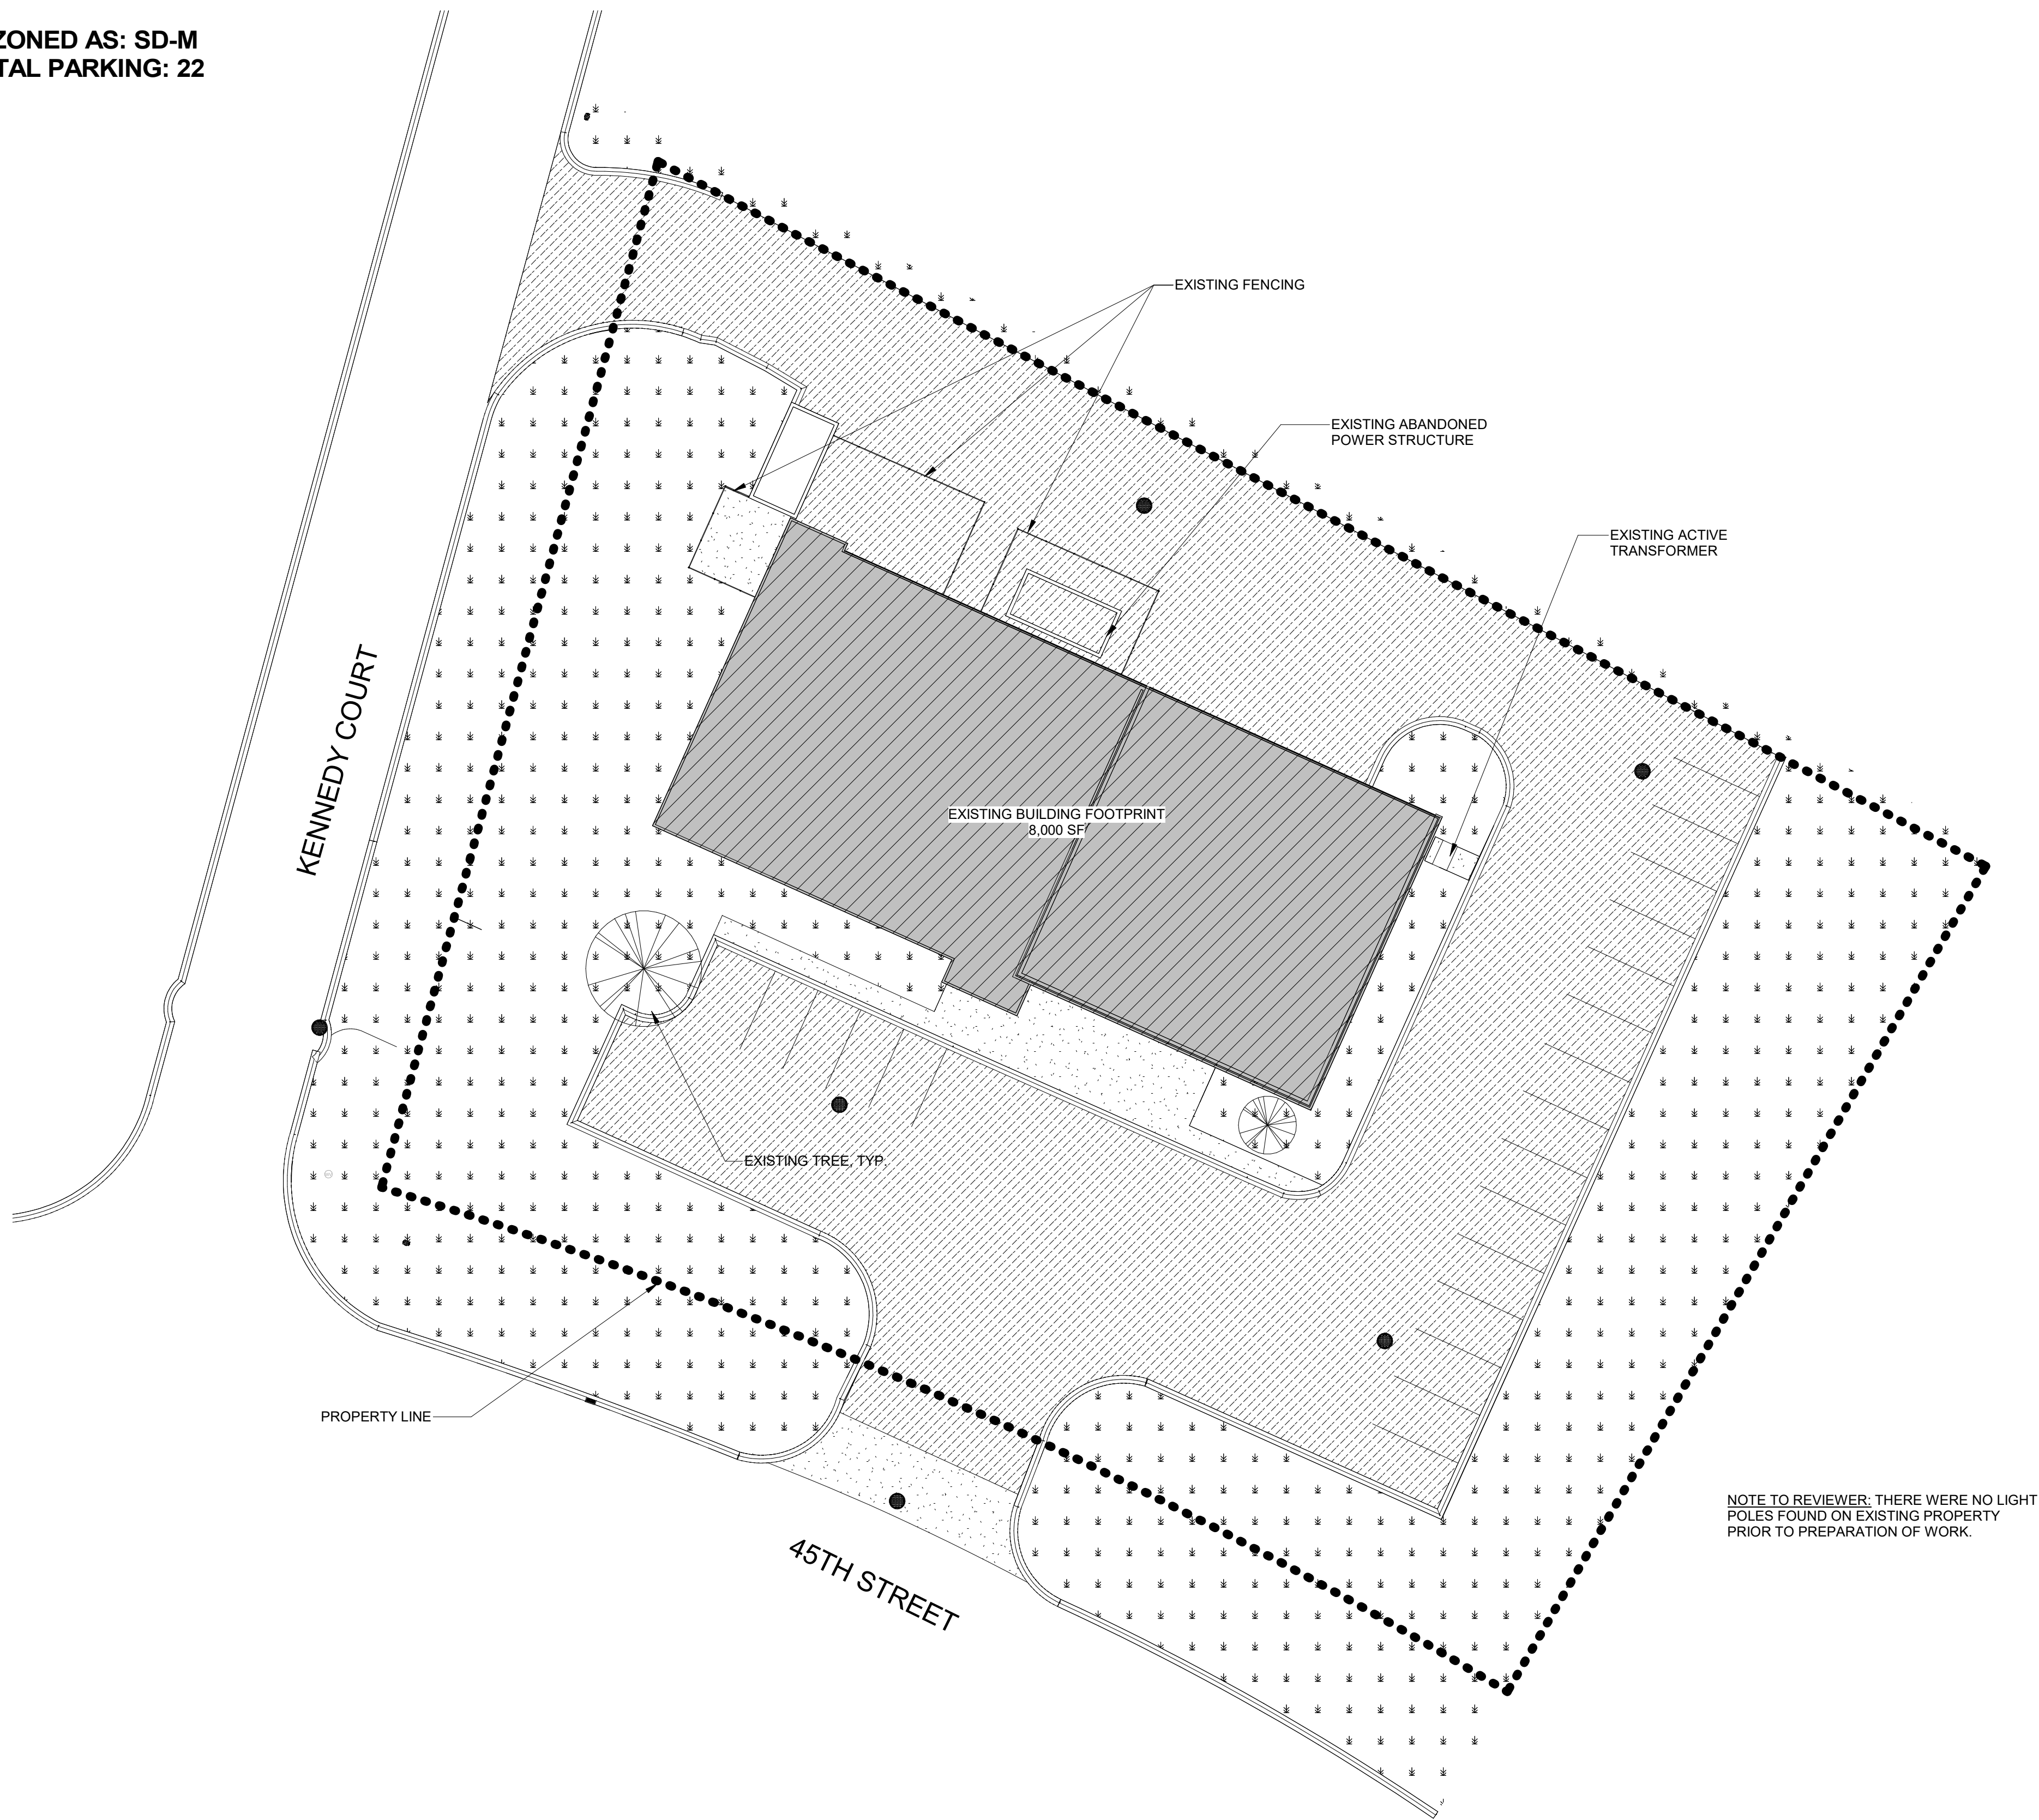 ZONED AS: SD-M
TAL PARKING: 22
EXISTING FENCING
EXISTING ABANDONED
POWER STRUCTURE
EXISTING ACTIVE
TRANSFORMER
KENNEDY COURT
EXISTING BUILDING FOOTPRINT
8,000 SF
EXISTING TREE, TYP.
PROPERTY LINE
45TH STREET
NOTE TO REVIEWER: THERE WERE NO LIGHT
POLES FOUND ON EXISTING PROPERTY
PRIOR TO PREPARATION OF WORK.